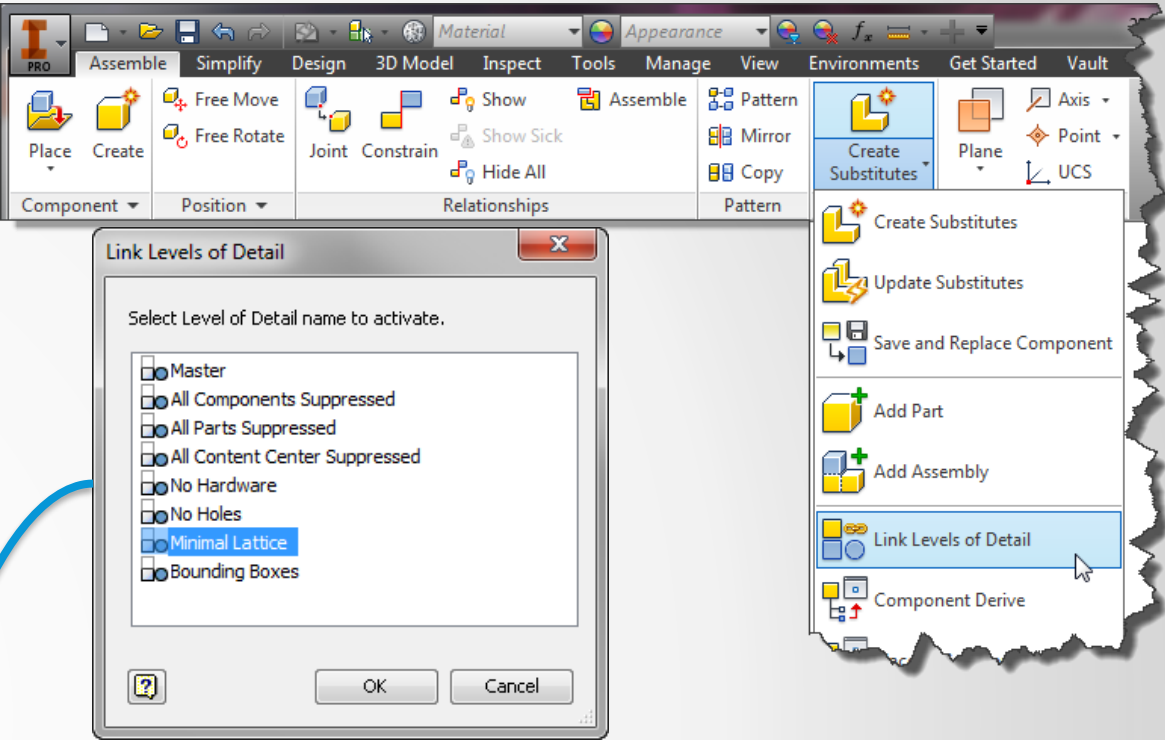 Material Appearance fx
PRO Assemble Simplify Design 3D Model Inspect Tools Manage View Environments Get Started Vault
Place
Create
Free Move
Free Rotate
Joint
Constrain
Show
Show Sick
Hide All
Assemble
Pattern
Mirror
Copy
Create
Substitutes
Plane
Axis
Point
UCS
Component Position Relationships Pattern
Link Levels of Detail
Select Level of Detail name to activate.
Master
All Components Suppressed
All Parts Suppressed
All Content Center Suppressed
No Hardware
No Holes
Minimal Lattice
Bounding Boxes
OK Cancel
Create Substitutes
Update Substitutes
Save and Replace Component
Add Part
Add Assembly
Link Levels of Detail
Component Derive